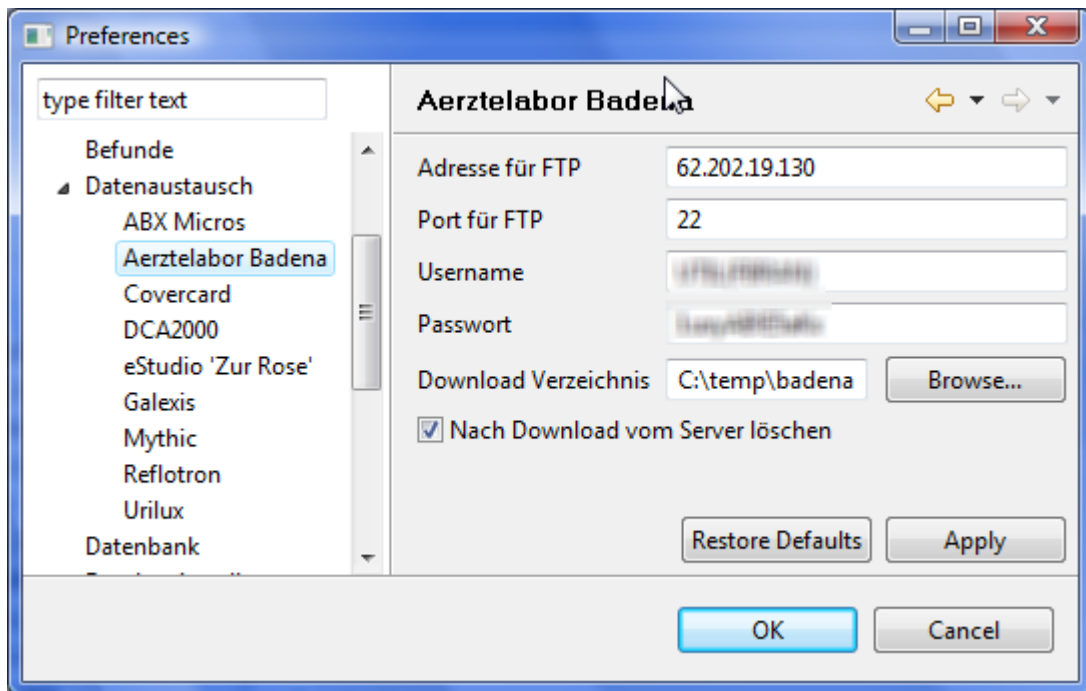 Preferences
type filter text
Befunde
Datenaustausch
ABX Micros
Aerztelabor Badena
Covercard
DCA2000
eStudio 'Zur Rose'
Galexis
Mythic
Reflotron
Urilux
Datenbank
Aerztelabor Badena
Adresse für FTP 62.202.19.130
Port für FTP 22
Username
Passwort
Download Verzeichnis C:\temp\badena Browse...
Nach Download vom Server löschen
Restore Defaults Apply
OK Cancel